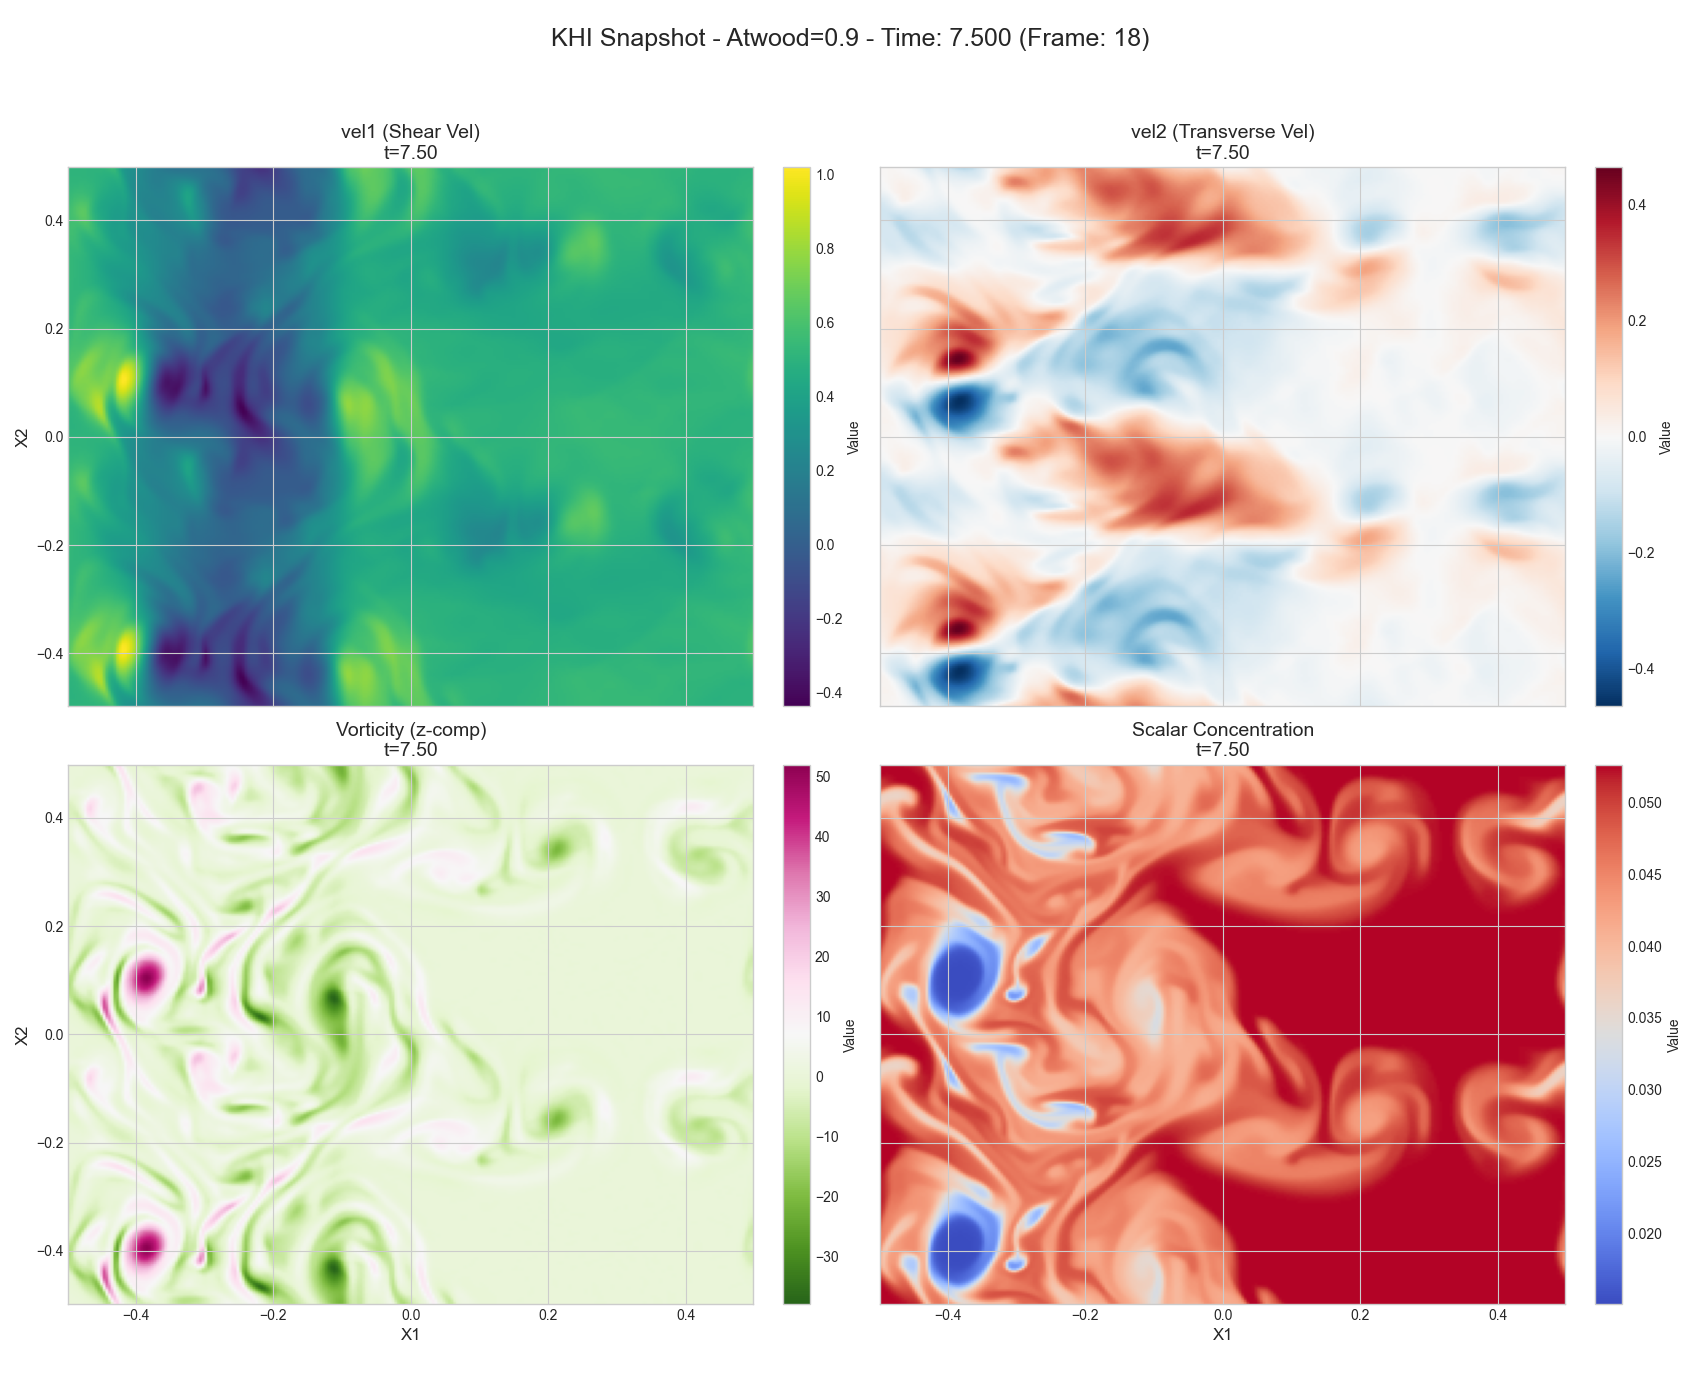 KHI Snapshot - Atwood=0.9 - Time: 7.500 (Frame: 18)
vel1 (Shear Vel)
t=7.50
X2
0.4
0.2
0.0
−0.2
−0.4
1.0
0.8
0.6
0.4
0.2
0.0
−0.2
−0.4
Value
vel2 (Transverse Vel)
t=7.50
0.4
0.2
0.0
−0.2
−0.4
Value
Vorticity (z-comp)
t=7.50
X2
0.4
0.2
0.0
−0.2
−0.4
−0.4 −0.2 0.0 0.2 0.4
X1
50
40
30
20
10
0
−10
−20
−30
Value
Scalar Concentration
t=7.50
−0.4 −0.2 0.0 0.2 0.4
X1
0.050
0.045
0.040
0.035
0.030
0.025
0.020
Value